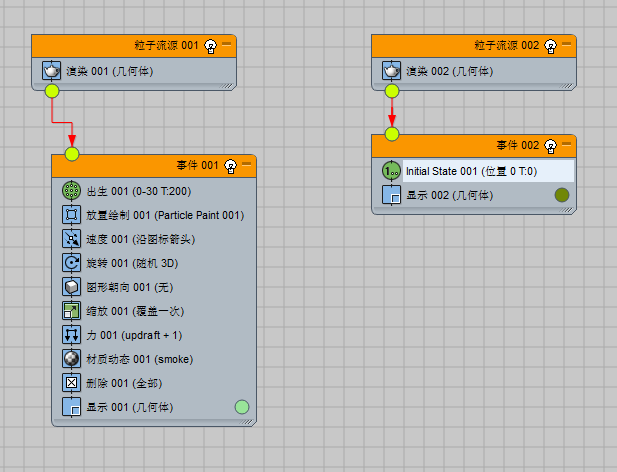 粒子流源 001
渲染 001 (几何体)
事件 001
出生 001 (0-30 T:200)
放置绘制 001 (Particle Paint 001)
速度 001 (沿图标箭头)
旋转 001 (随机 3D)
图形朝向 001 (无)
缩放 001 (覆盖一次)
力 001 (updraft + 1)
材质动态 001 (smoke)
删除 001 (全部)
显示 001 (几何体)
粒子流源 002
渲染 002 (几何体)
事件 002
Initial State 001 (位置 0 T:0)
显示 002 (几何体)